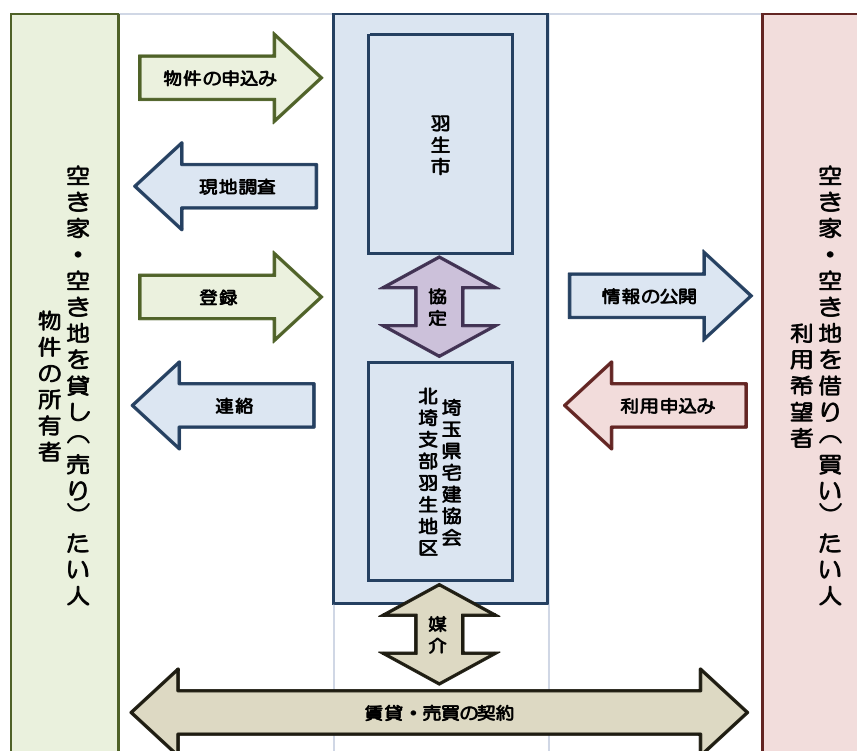 空き家・空き地を貸し（売り）たい人
物件の所有者
物件の申込み
現地調査
登録
連絡
羽生市
協定
埼玉県宅建協会
北埼支部羽生地区
媒介
情報の公開
利用申込み
空き家・空き地を借り（買い）たい人
利用希望者
賃貸・売買の契約